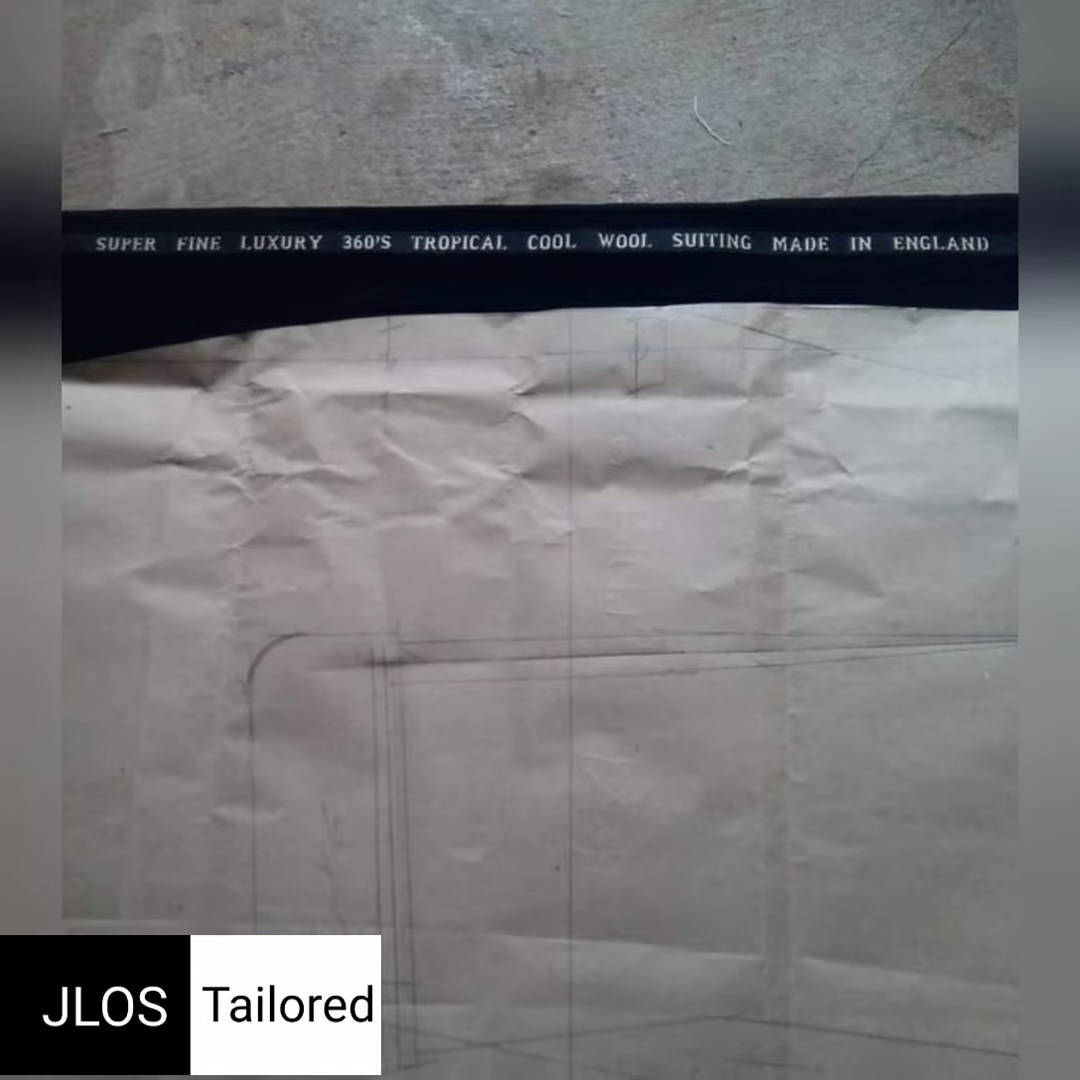 SUPER FINE LUXURY 360'S TROPICAL COOL WOOL SUITING MADE IN ENGLAND
JLOS Tailored